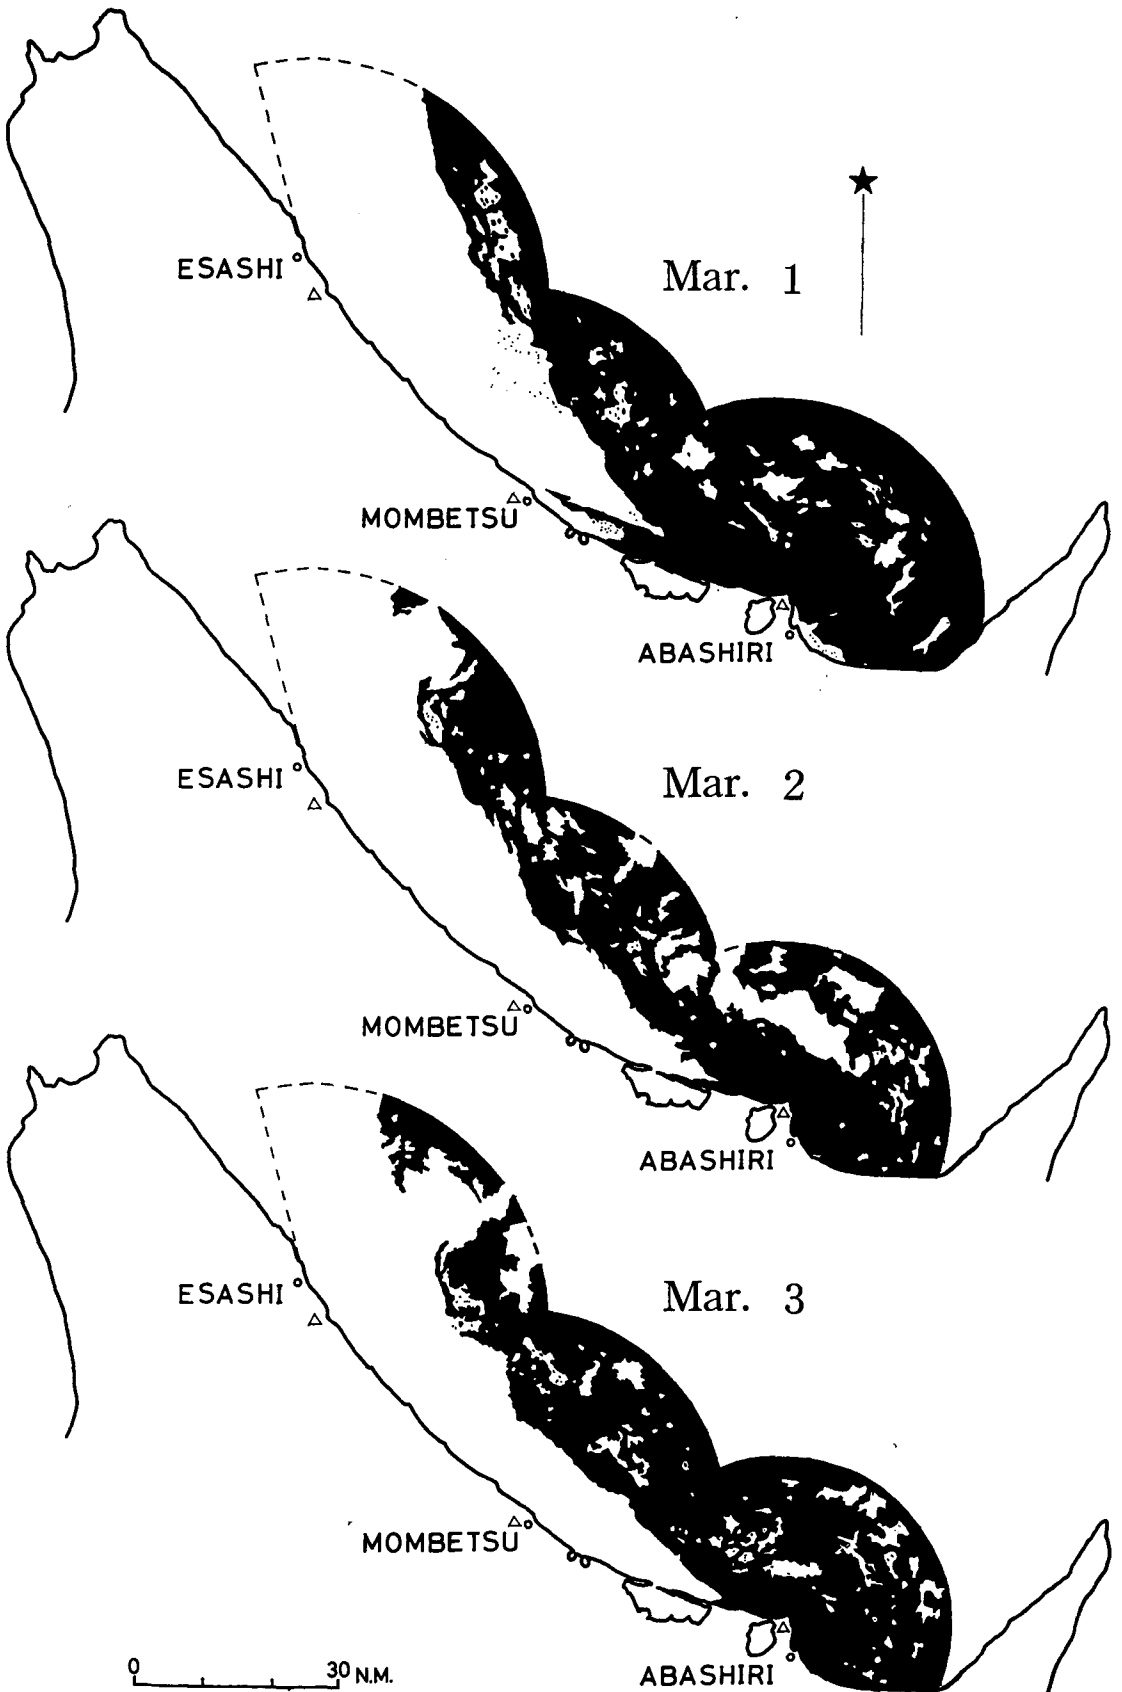 ESASHI
Mar. 1
MOMBETSU
ABASHIRI
ESASHI
Mar. 2
MOMBETSU
ABASHIRI
ESASHI
Mar. 3
MOMBETSU
ABASHIRI
0 30 N.M.